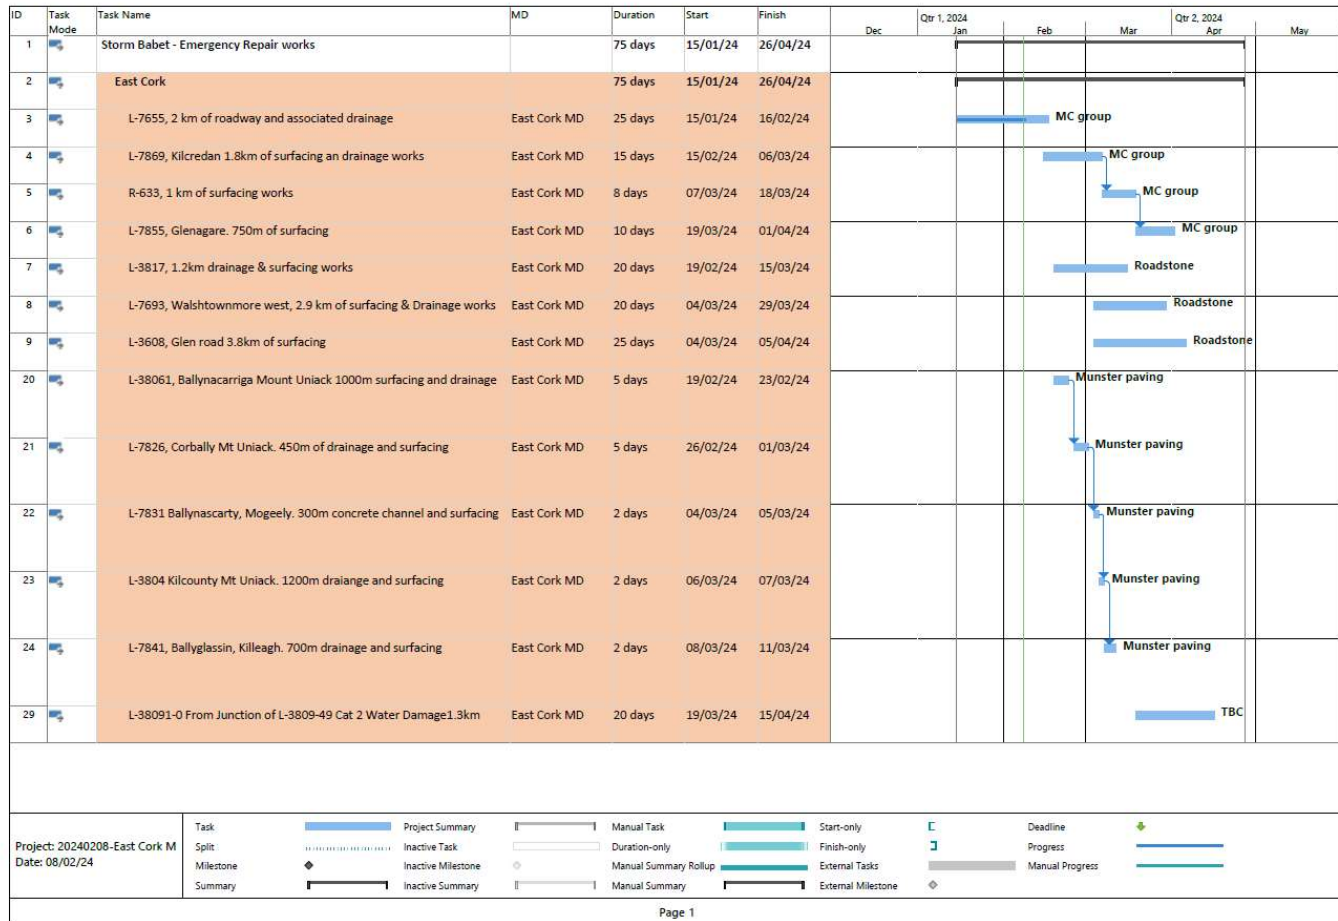 ID Task Mode Task Name MD Duration Start Finish Qtr 1, 2024 Qtr 2, 2024
Dec Jan Feb Mar Apr May
1 Storm Babet - Emergency Repair works 75 days 15/01/24 26/04/24
2 East Cork 75 days 15/01/24 26/04/24
3 L-7655, 2 km of roadway and associated drainage East Cork MD 25 days 15/01/24 16/02/24 MC group
4 L-7869, Kilcredan 1.8km of surfacing an drainage works East Cork MD 15 days 15/02/24 06/03/24 MC group
5 R-633, 1 km of surfacing works East Cork MD 8 days 07/03/24 18/03/24 MC group
6 L-7855, Glenagare. 750m of surfacing East Cork MD 10 days 19/03/24 01/04/24 MC group
7 L-3817, 1.2km drainage & surfacing works East Cork MD 20 days 19/02/24 15/03/24 Roadstone
8 L-7693, Walshtownmore west, 2.9 km of surfacing & Drainage works East Cork MD 20 days 04/03/24 29/03/24 Roadstone
9 L-3608, Glen road 3.8km of surfacing East Cork MD 25 days 04/03/24 05/04/24 Roadstone
20 L-38061, Ballynacarriga Mount Uniack 1000m surfacing and drainage East Cork MD 5 days 19/02/24 23/02/24 Munster paving
21 L-7826, Corbally Mt Uniack. 450m of drainage and surfacing East Cork MD 5 days 26/02/24 01/03/24 Munster paving
22 L-7831 Ballynascarty, Mogeely. 300m concrete channel and surfacing East Cork MD 2 days 04/03/24 05/03/24 Munster paving
23 L-3804 Kilcounty Mt Uniack. 1200m draiange and surfacing East Cork MD 2 days 06/03/24 07/03/24 Munster paving
24 L-7841, Ballyglassin, Killeagh. 700m drainage and surfacing East Cork MD 2 days 08/03/24 11/03/24 Munster paving
29 L-38091-0 From Junction of L-3809-49 Cat 2 Water Damage1.3km East Cork MD 20 days 19/03/24 15/04/24 TBC
Project: 20240208-East Cork M
Date: 08/02/24
Task Project Summary Manual Task Start-only Deadline
Split Inactive Task Duration-only Finish-only Progress
Milestone Inactive Milestone Manual Summary Rollup External Tasks Manual Progress
Summary Inactive Summary Manual Summary External Milestone
Page 1